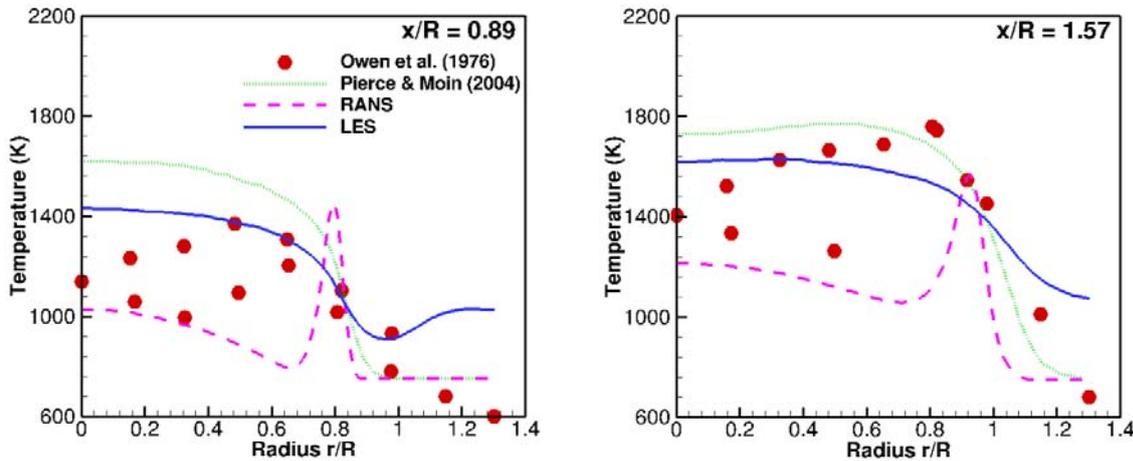 2200
x/R = 0.89
Owen et al. (1976)
Pierce & Moin (2004)
RANS
LES
1800
1400
1000
600
Temperature (K)
0 0.2 0.4 0.6 0.8 1 1.2 1.4
Radius r/R
2200
x/R = 1.57
1800
1400
1000
600
Temperature (K)
0 0.2 0.4 0.6 0.8 1 1.2 1.4
Radius r/R